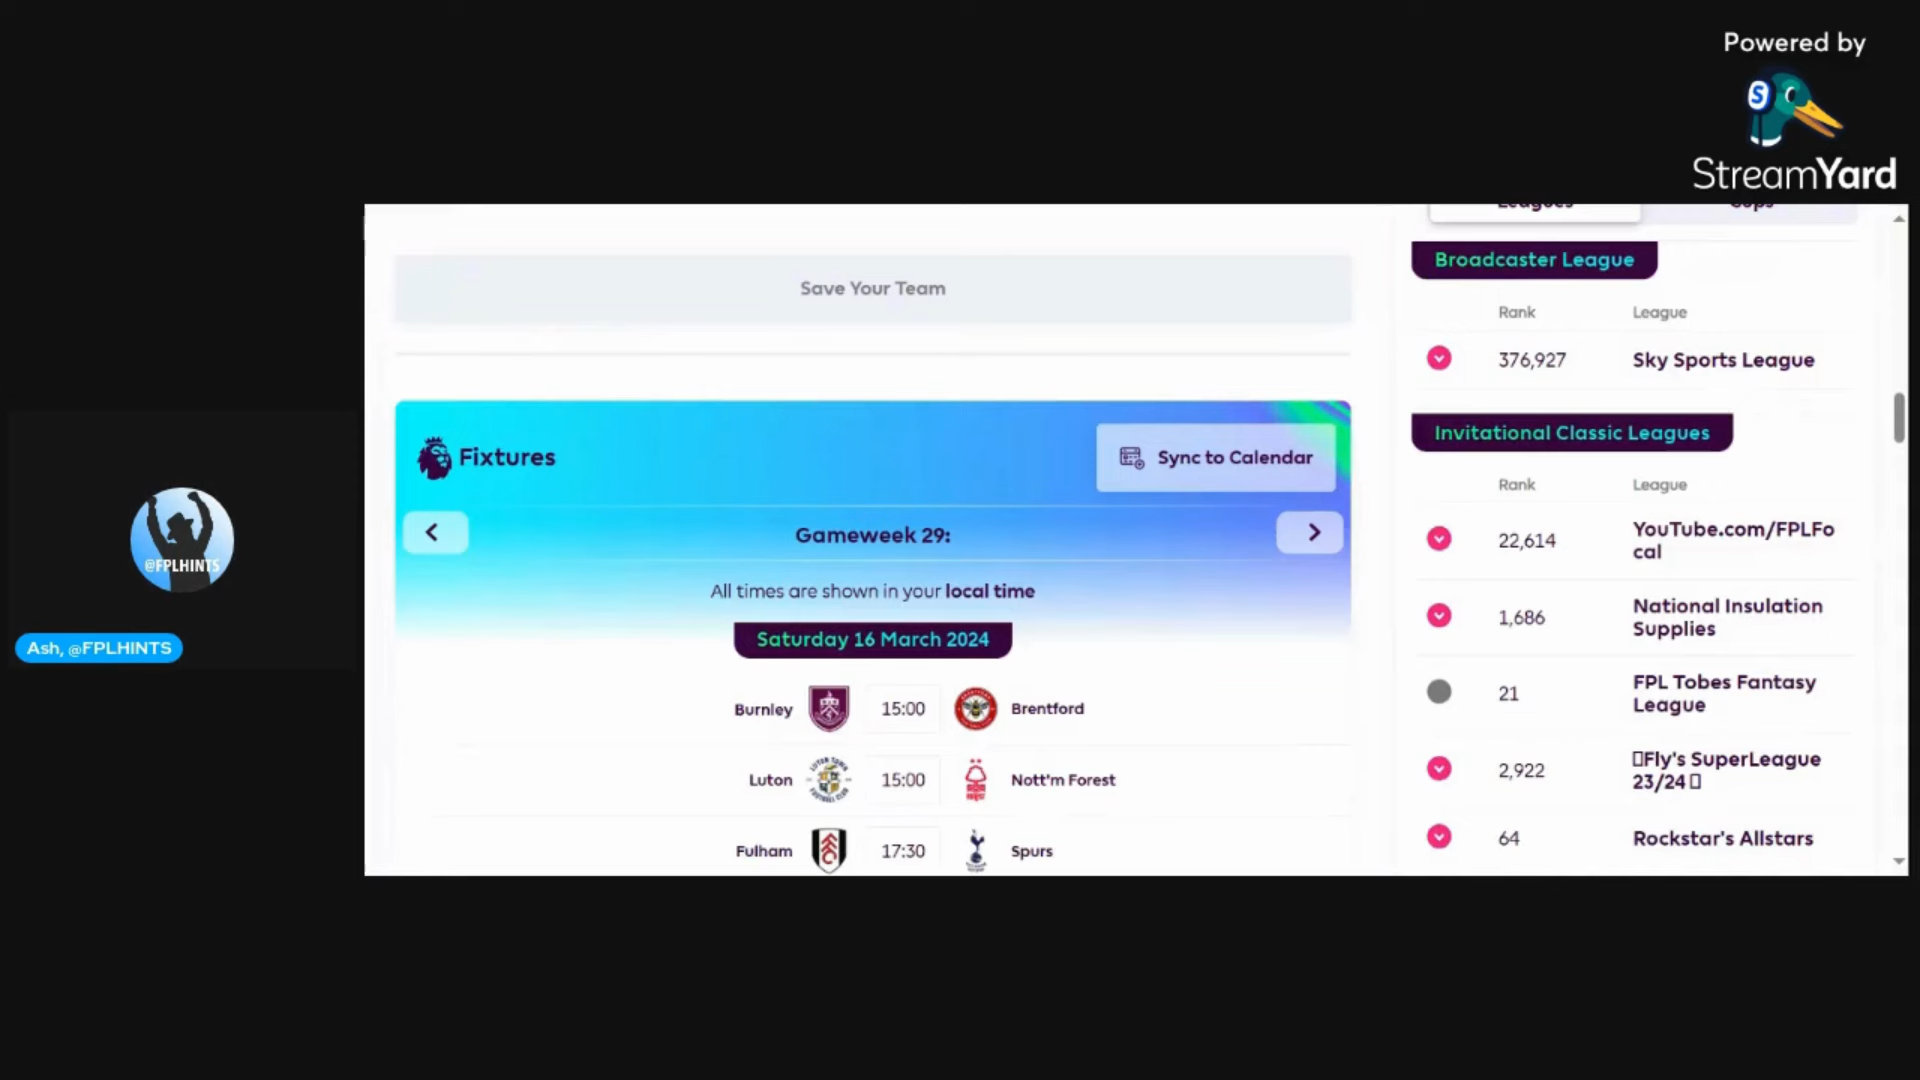 Powered by
S
StreamYard
Leagues
Cups
Save Your Team
Broadcaster League
Rank League
376,927 Sky Sports League
Fixtures
Sync to Calendar
Invitational Classic Leagues
Rank League
Gameweek 29:
All times are shown in your local time
Saturday 16 March 2024
Burnley 15:00 Brentford
Luton 15:00 Nott'm Forest
Fulham 17:30 Spurs
22,614 YouTube.com/FPLFo
cal
1,686 National Insulation
Supplies
21 FPL Tobes Fantasy
League
2,922 Fly's SuperLeague
23/24
64 Rockstar's Allstars
@FPLHINTS
Ash, @FPLHINTS